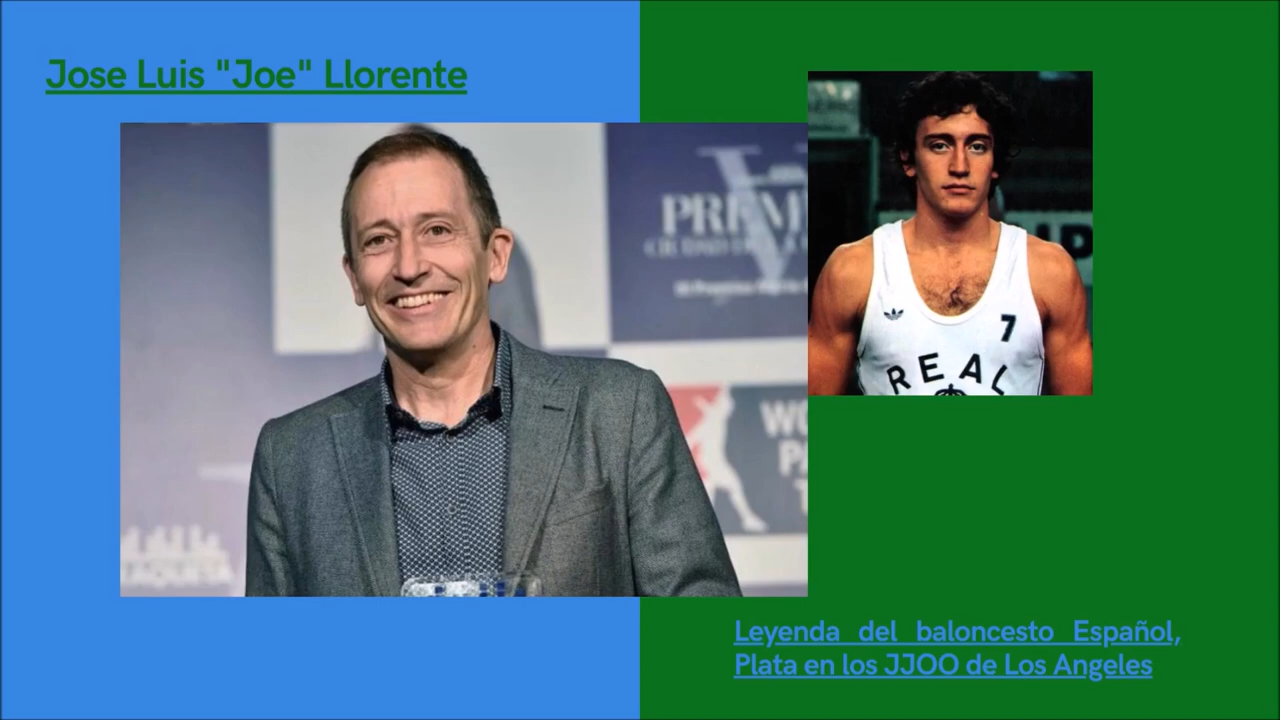 Jose Luis "Joe" Llorente
7
REAL
Leyenda del baloncesto Español,
Plata en los JJOO de Los Angeles